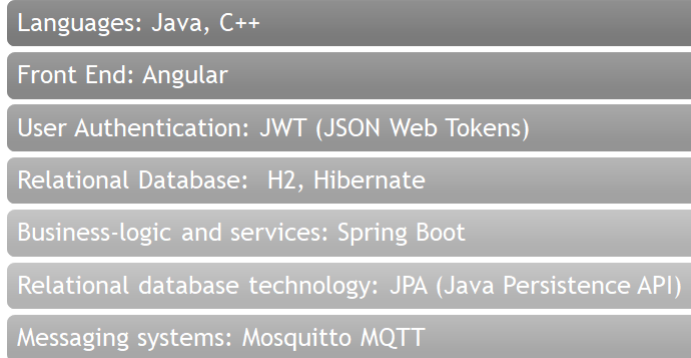 Languages: Java, C++
Front End: Angular
User Authentication: JWT (JSON Web Tokens)
Relational Database:  H2, Hibernate
Business-logic and services: Spring Boot
Relational database technology: JPA (Java Persistence API)
Messaging systems: Mosquitto MQTT